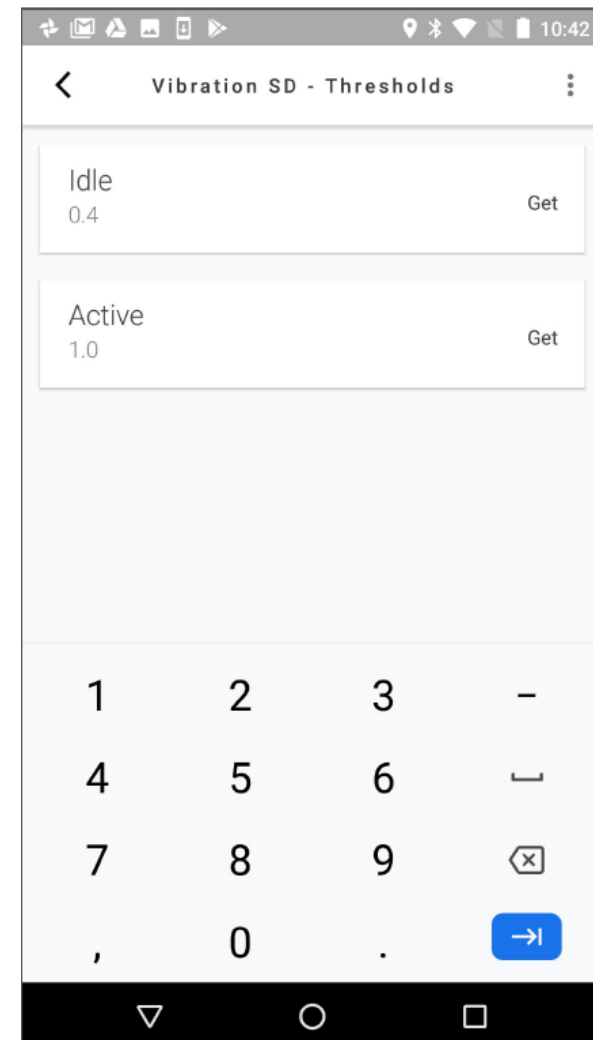 10:42
Vibration SD - Thresholds
Idle
0.4
Get
Active
1.0
Get
1 2 3 -
4 5 6
7 8 9
, 0 .